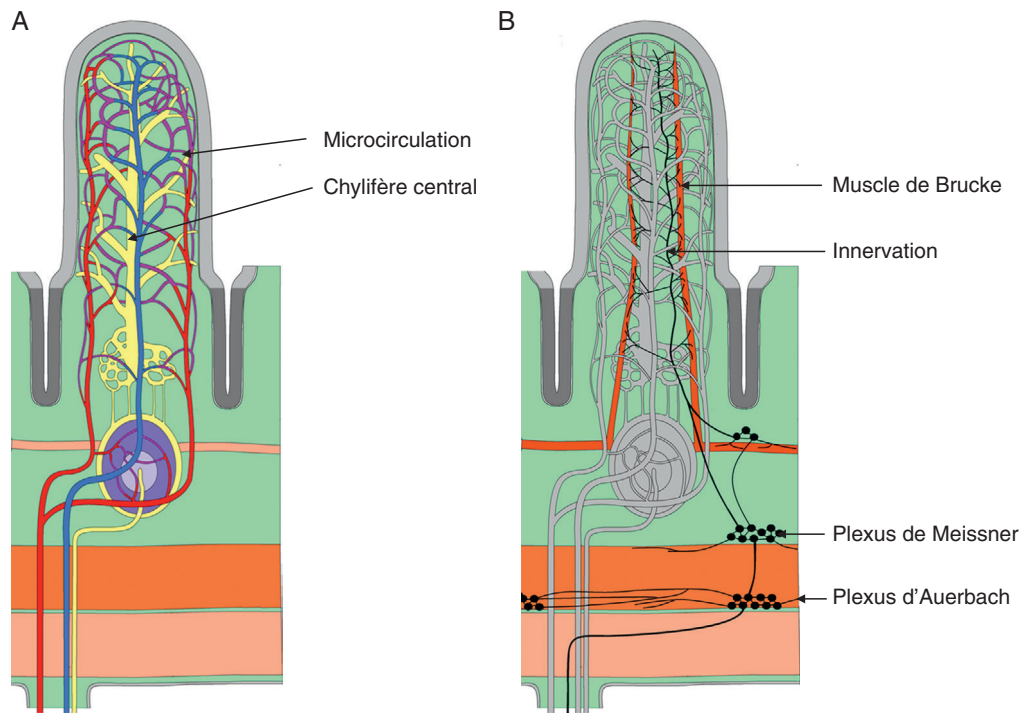 A
Microcirculation
Chylifère central
B
Muscle de Brucke
Innervation
Plexus de Meissner
Plexus d'Auerbach